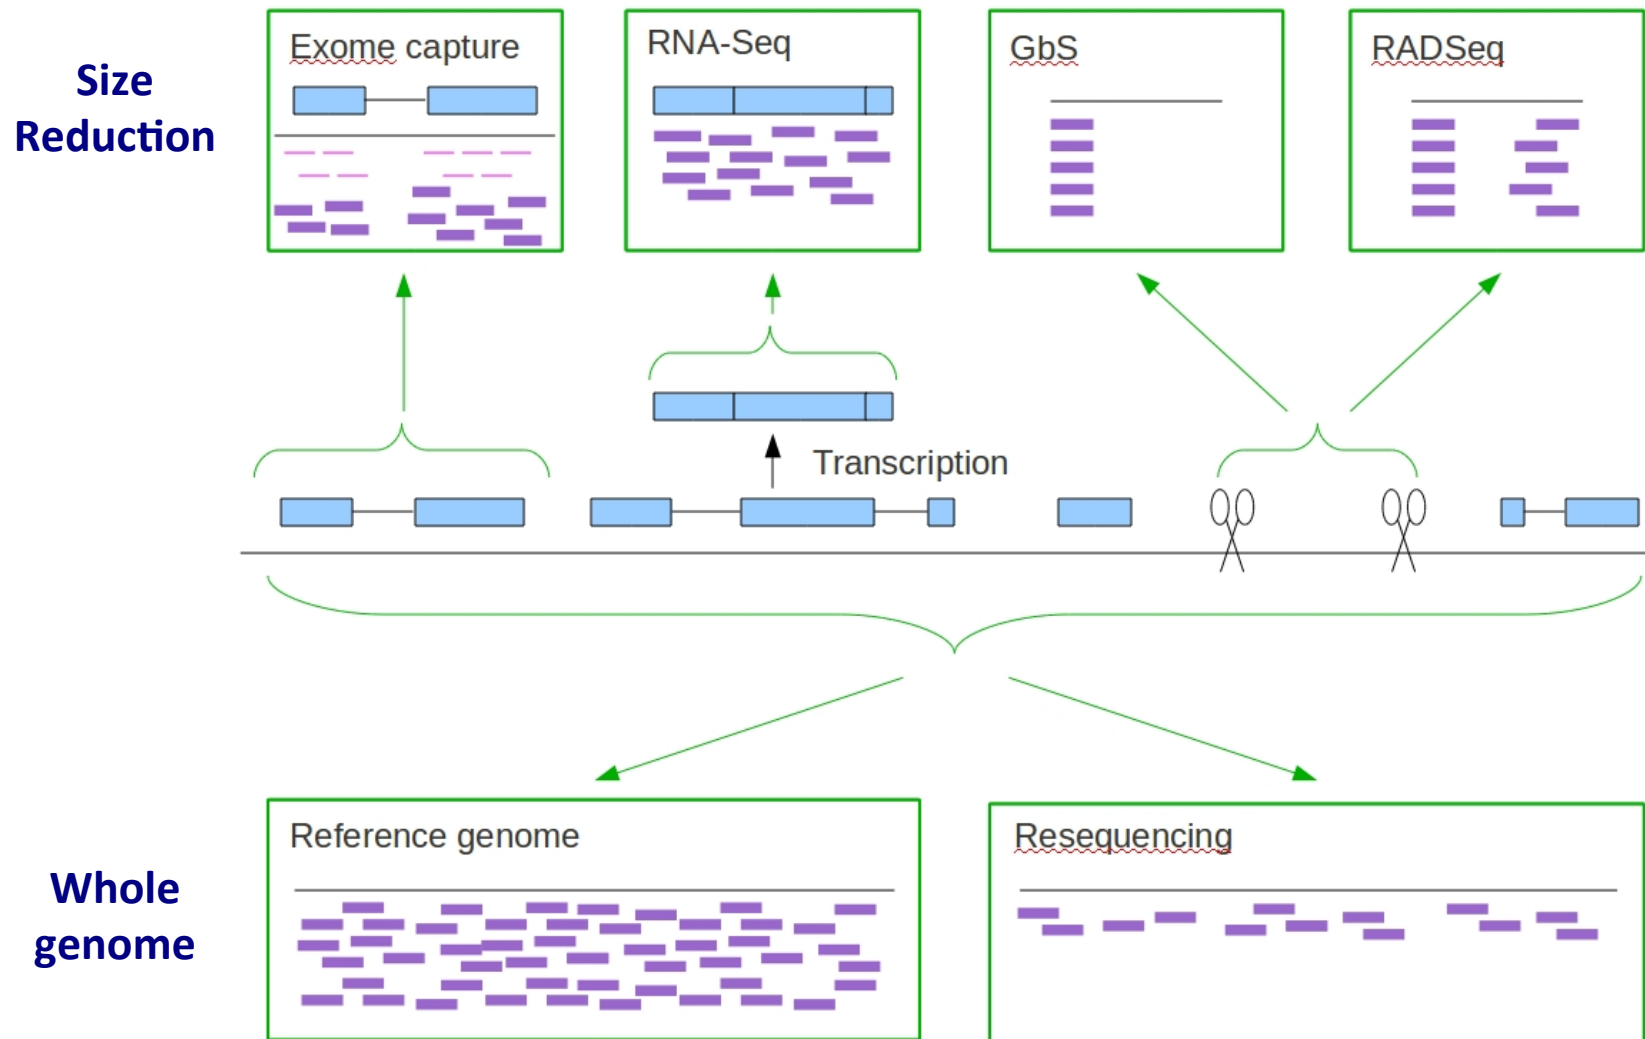 Size
Reduction
Exome capture
RNA-Seq
GbS
RADSeq
Transcription
Whole
genome
Reference genome
Resequencing